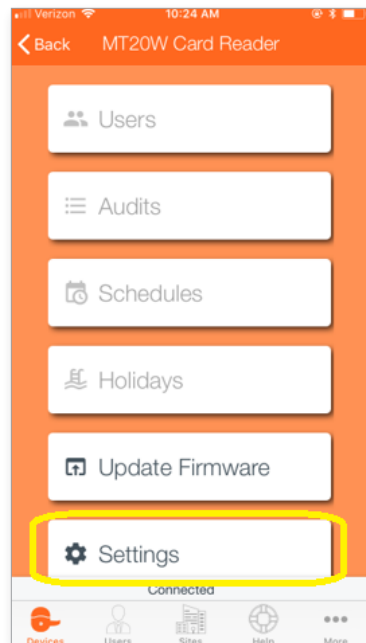 Verizon 10:24 AM
Back MT20W Card Reader
Users
Audits
Schedules
Holidays
Update Firmware
Settings
Connected
Devices Users Sites Help More